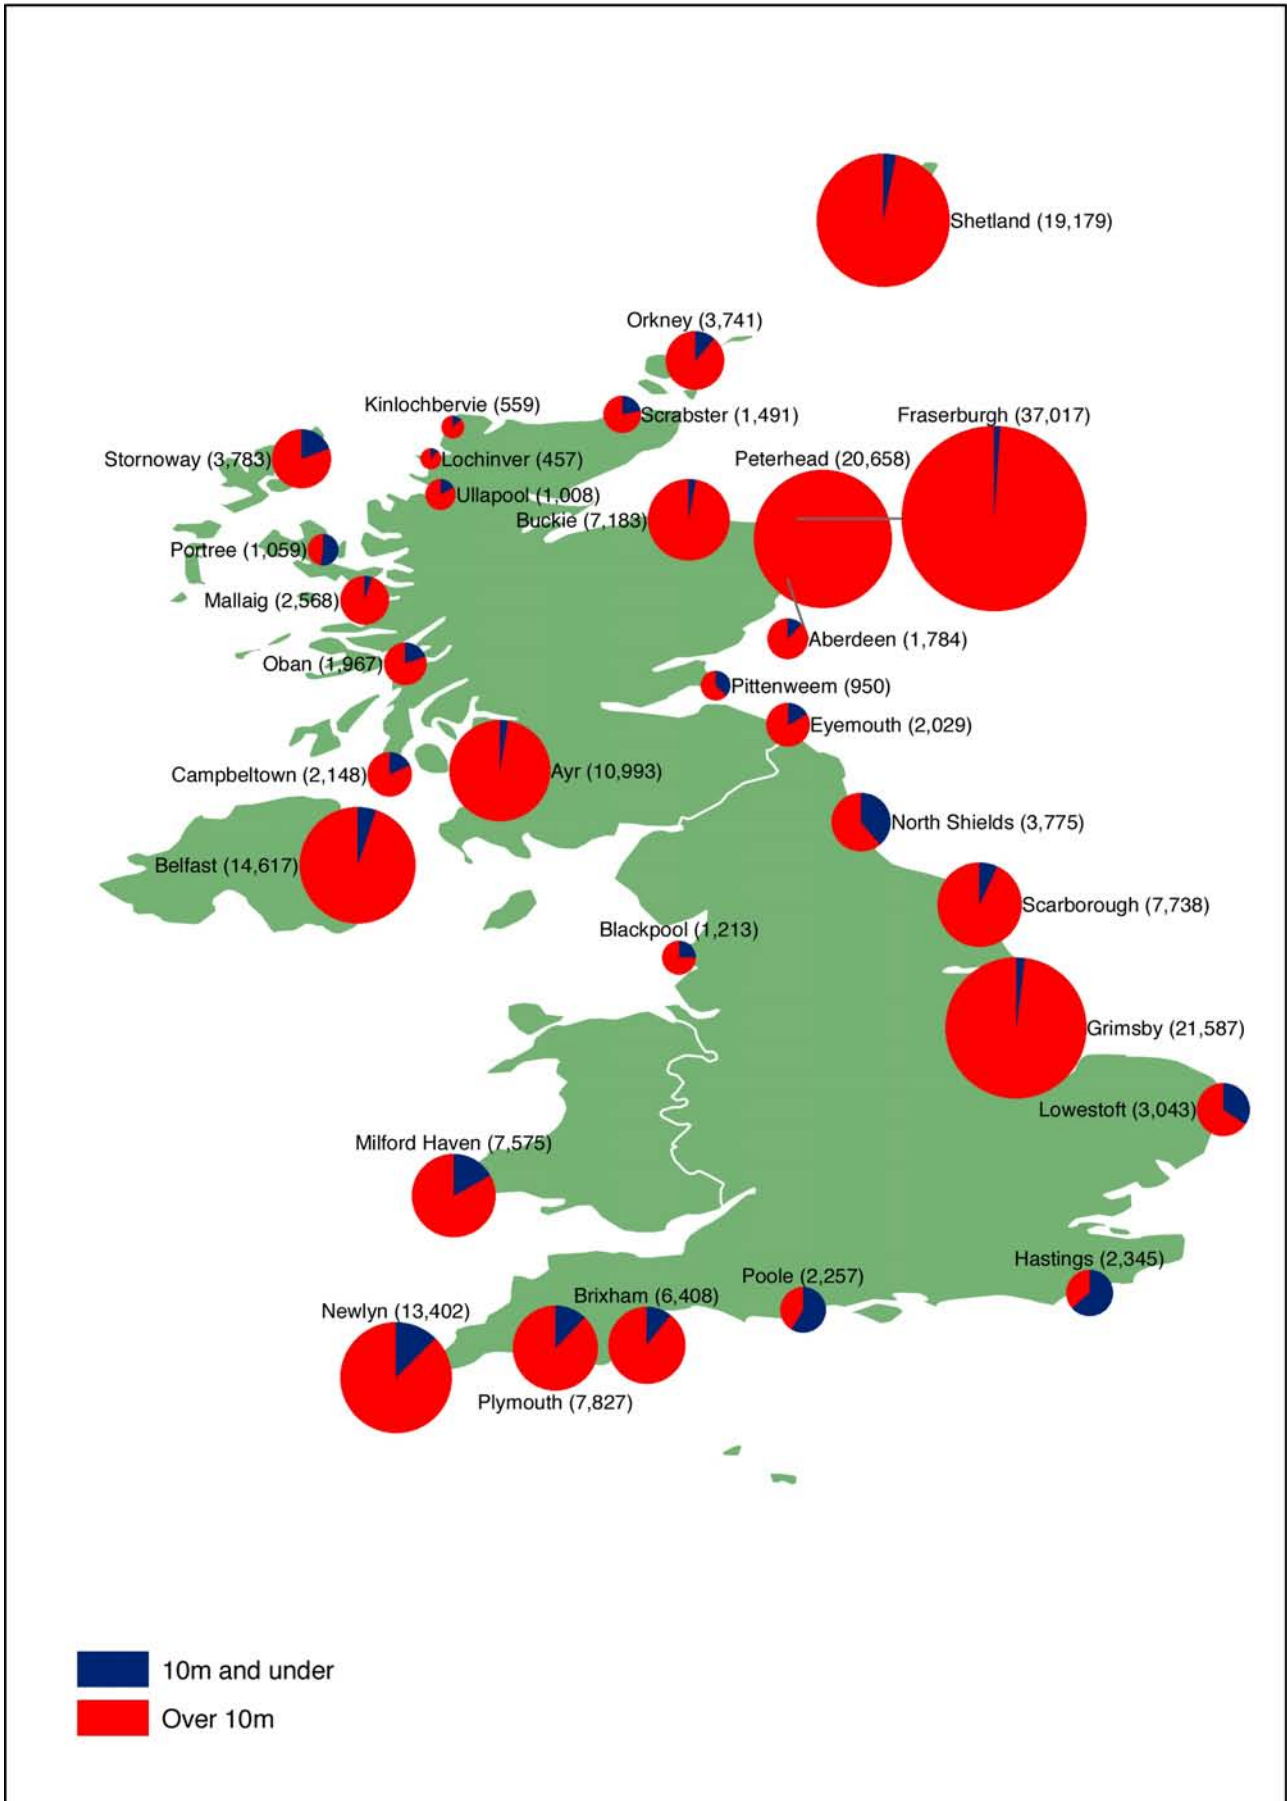 Shetland (19,179)
Orkney (3,741)
Kinlochbervie (559)
Scrabster (1,491)
Fraserburgh (37,017)
Stornoway (3,783)
Lochinver (457)
Peterhead (20,658)
Ullapool (1,008)
Buckie (7,183)
Portree (1,059)
Mallaig (2,568)
Aberdeen (1,784)
Oban (1,967)
Pittenweem (950)
Eyemouth (2,029)
Campbeltown (2,148)
Ayr (10,993)
North Shields (3,775)
Belfast (14,617)
Scarborough (7,738)
Blackpool (1,213)
Grimsby (21,587)
Lowestoft (3,043)
Milford Haven (7,575)
Hastings (2,345)
Poole (2,257)
Brixham (6,408)
Newlyn (13,402)
Plymouth (7,827)
10m and under
Over 10m